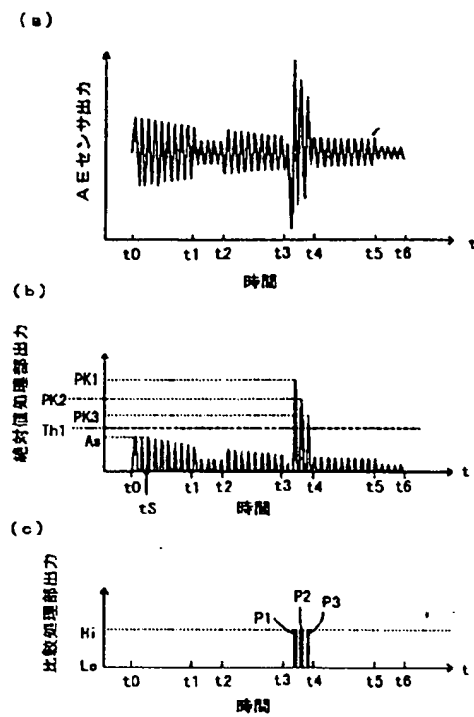 (a)
AEセンサ出力
t0 t1 t2 t3 t4 t5 t6 t
時間
(b)
絶対値処理部出力
PK1
PK2
PK3
Th1
As
t0 t1 t2 t3 t4 t5 t6 t
tS
時間
(c)
比較処理部出力
P1 P2 P3
Hi
Lo
t0 t1 t2 t3 t4 t5 t6 t
時間